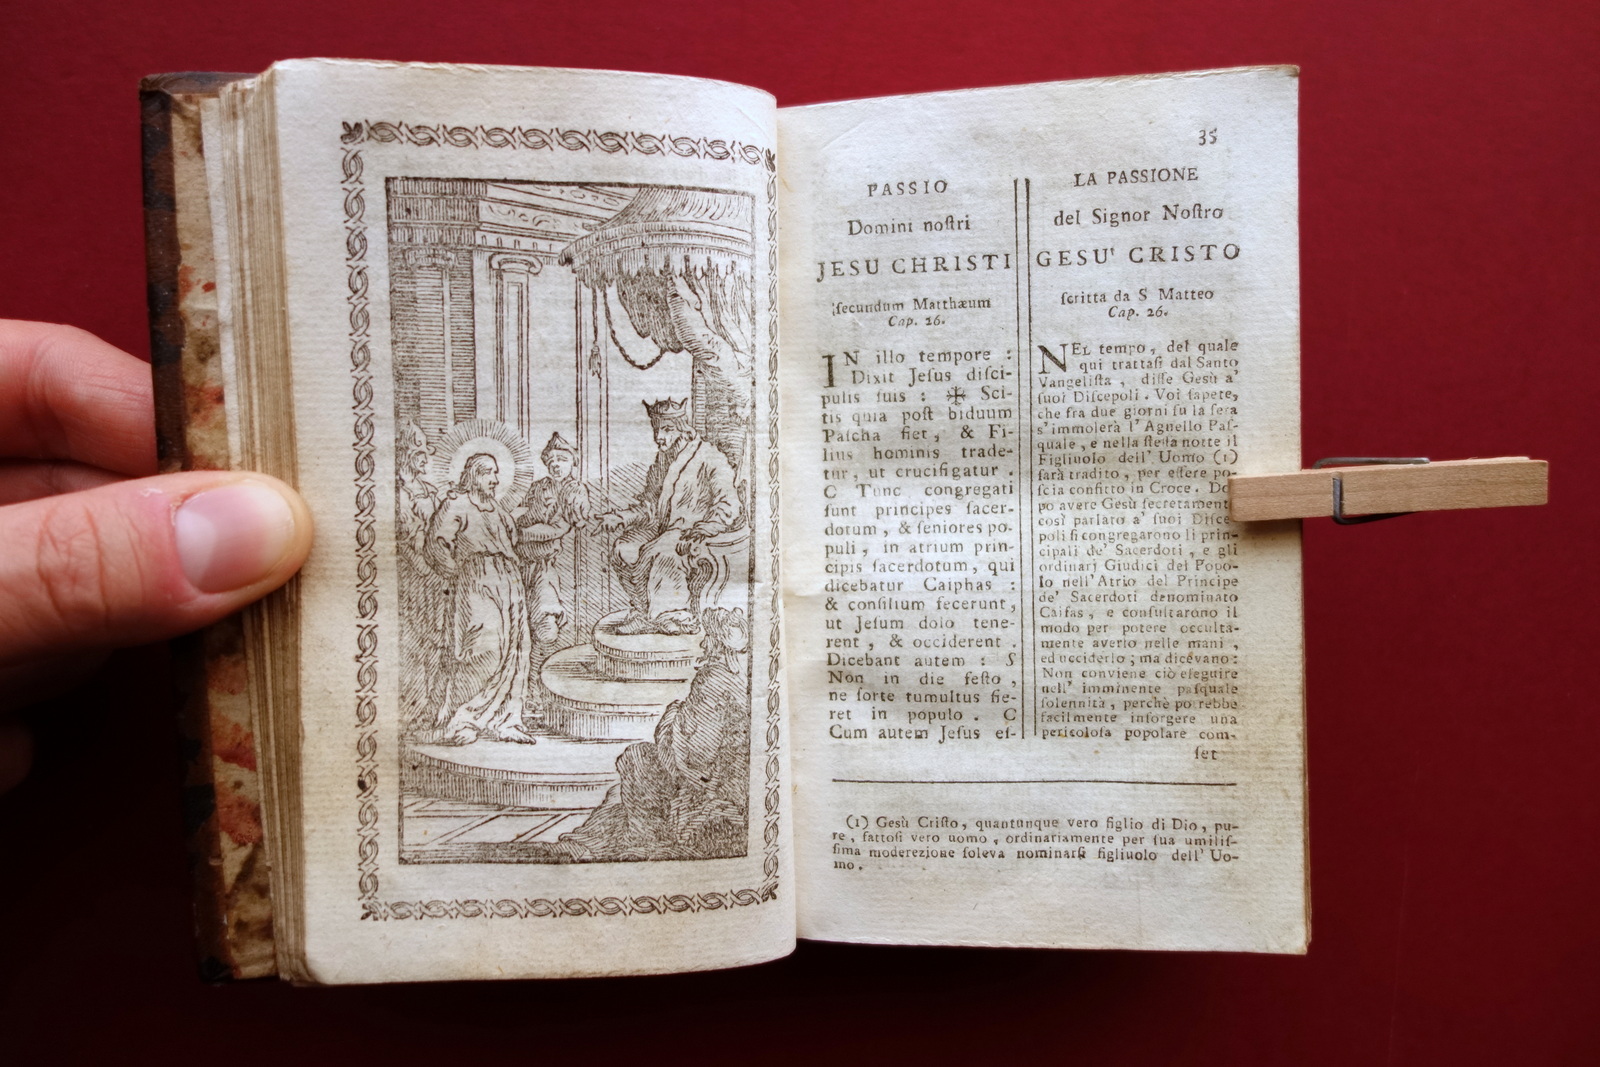 35
PASSIO
Domini noſtri
JESU CHRISTI
ſecundum Matthæum
Cap. 26.
IN illo tempore :
Dixit Jeſus diſci-
pulis ſuis : ✠ Sci-
tis quia poſt biduum
Paſcha fiet, & Fi-
lius hominis trade-
tur, ut crucifigatur .
C Tunc congregati
ſunt principes ſacer-
dotum, & ſeniores po-
puli, in atrium prin-
cipis ſacerdotum, qui
dicebatur Caiphas :
& conſilium fecerunt,
ut Jeſum dolo tene-
rent, & occiderent .
Dicebant autem : S
Non in die feſto,
ne forte tumultus fie-
ret in populo . C
Cum autem Jeſus eſ-
LA PASSIONE
del Signor Noſtro
GESU' CRISTO
ſcritta da S Matteo
Cap. 26.
NEL tempo, del quale
qui trattaſi dal Santo
Vangeliſta, diſſe Gesù a'
ſuoi Diſcepoli. Voi ſapete,
che fra due giorni ſu la ſera
s'immolerà l'Agnello Paſ-
quale, e nella ſteſſa notte il
Figliuolo dell' Uomo (1)
ſarà tradito, per eſſere po-
ſcia confitto in Croce. Do
po avere Gesù ſecretament
così parlato a' ſuoi Diſce-
poli ſi congregarono li prin-
cipali de' Sacerdoti, e gli
ordinarj Giudici del Popo-
lo nell'Atrio del Principe
de' Sacerdoti denominato
Caifas, e conſultarono il
modo per potere occulta-
mente averlo nelle mani,
ed ucciderlo; ma dicevano:
Non conviene ciò eſeguire
nell' imminente paſquale
ſolennità, perchè potrebbe
facilmente inſorgere una
pericoloſa popolare com-
ſet
(1) Gesù Criſto, quantunque vero figlio di Dio, pu-
re, fattoſi vero uomo, ordinariamente per ſua umiliſ-
ſima moderezione ſoleva nominarſi figliuolo dell' Uo-
mo.